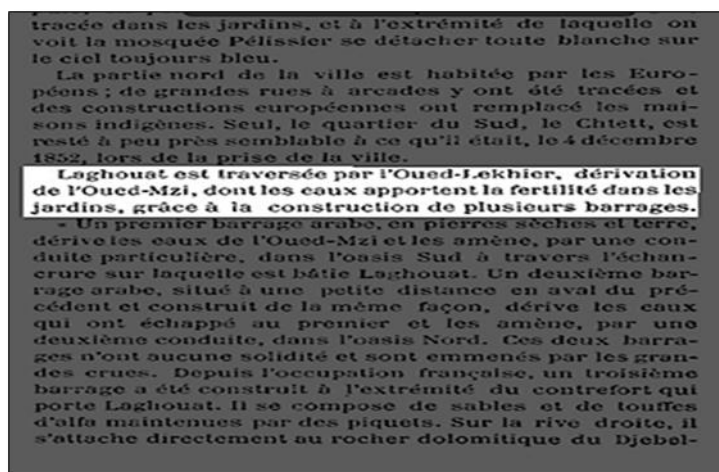 tracée dans les jardins, et à l'extrémité de laquelle on
voit la mosquée Pélissier se détacher toute blanche sur
le ciel toujours bleu.
La partie nord de la ville est habitée par les Euro-
péens ; de grandes rues à arcades y ont été tracées et
des constructions européennes ont remplacé les mai-
sons indigènes. Seul, le quartier du Sud, le Chtett, est
resté à peu près semblable à ce qu'il était, le 4 décembre
1852, lors de la prise de la ville.
Laghouat est traversée par l'Oued-Lekhier, dérivation
de l'Oued-Mzi, dont les eaux apportent la fertilité dans les
jardins, grâce à la construction de plusieurs barrages.
« Un premier barrage arabe, en pierres sèches et terre,
dérive les eaux de l'Oued-Mzi et les amène, par une con-
duite particulière, dans l'oasis Sud à travers l'échan-
crure sur laquelle est bâtie Laghouat. Un deuxième bar-
rage arabe, situé à une petite distance en aval du pré-
cédent et construit de la même façon, dérive les eaux
qui ont échappé au premier et les amène, par une
deuxième conduite, dans l'oasis Nord. Ces deux barra-
ges n'ont aucune solidité et sont emmenés par les gran-
des crues. Depuis l'occupation française, un troisième
barrage a été construit à l'extrémité du contrefort qui
porte Laghouat. Il se compose de sables et de touffes
d'alfa maintenues par des piquets. Sur la rive droite, il
s'attache directement au rocher dolomitique du Djebel-